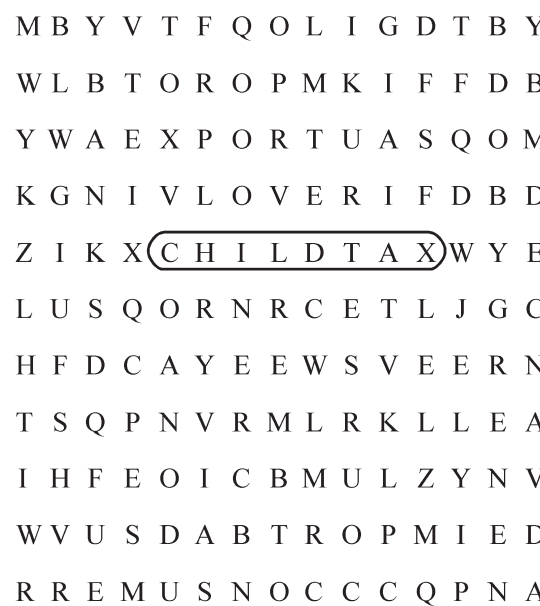 M B Y V T F Q O L I G D T B Y
W L B T O R O P M K I F F D B
Y W A E X P O R T U A S Q O M
K G N I V L O V E R I F D B D
Z I K X C H I L D T A X W Y E
L U S Q O R N R C E T L J G C
H F D C A Y E E W S V E E R N
T S Q P N V R M L R K L L E A
I H F E O I C B M U L Z Y N V
W V U S D A B T R O P M I E D
R R E M U S N O C C C Q P N A